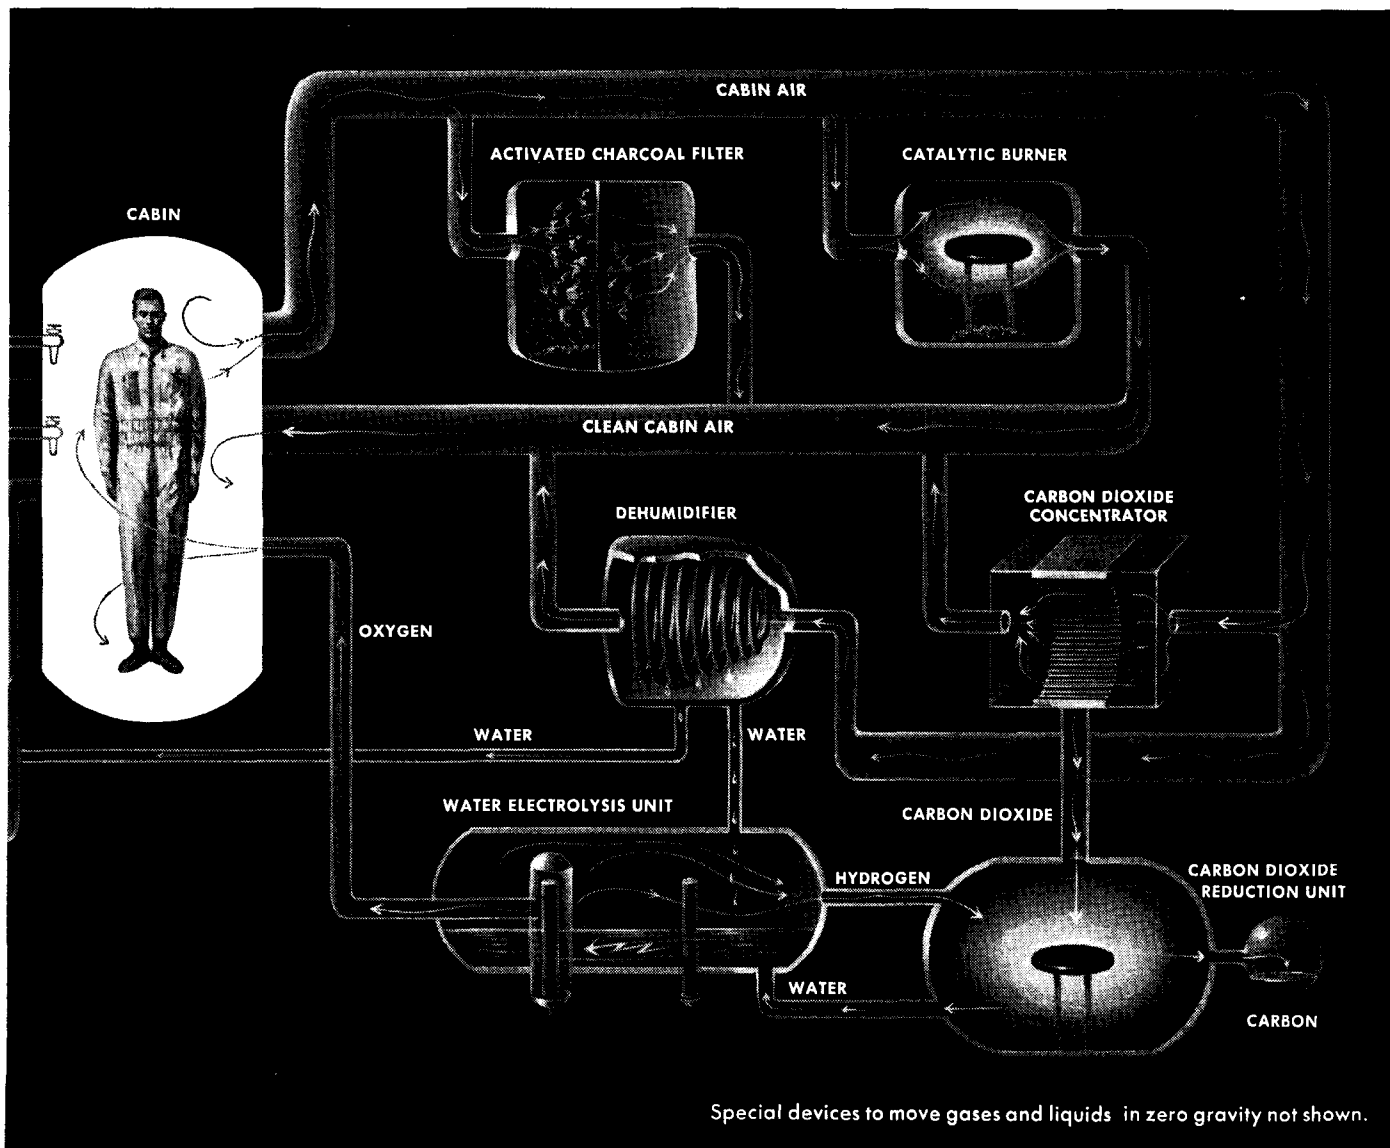 CABIN AIR
ACTIVATED CHARCOAL FILTER
CATALYTIC BURNER
CABIN
CLEAN CABIN AIR
CARBON DIOXIDE
CONCENTRATOR
DEHUMIDIFIER
OXYGEN
WATER
WATER
WATER ELECTROLYSIS UNIT
CARBON DIOXIDE
HYDROGEN
CARBON DIOXIDE
REDUCTION UNIT
WATER
CARBON
Special devices to move gases and liquids in zero gravity not shown.